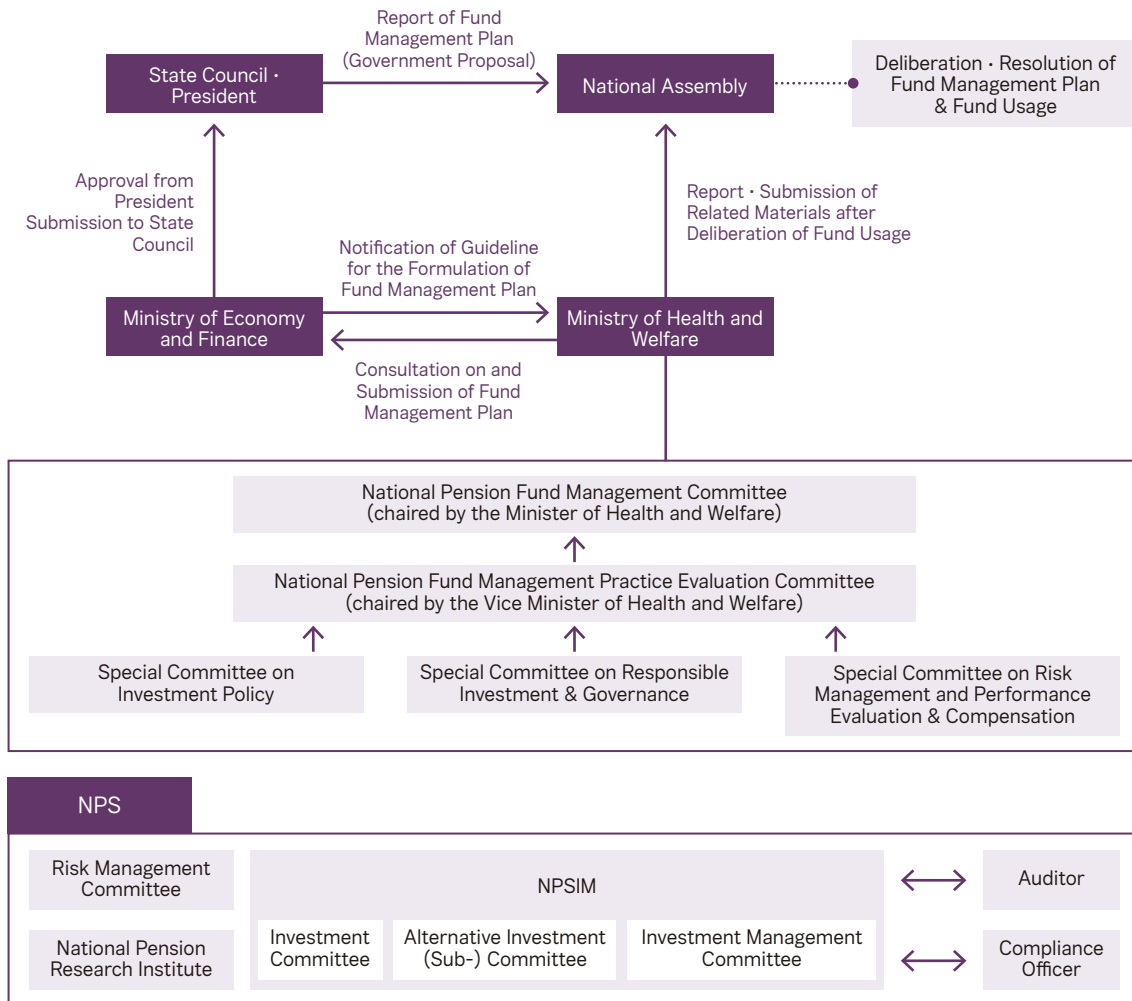 Report of Fund
Management Plan
(Government Proposal)
State Council ·
President
National Assembly
Deliberation · Resolution of
Fund Management Plan
& Fund Usage
Approval from
President
Submission to State
Council
Report · Submission of
Related Materials after
Deliberation of Fund Usage
Notification of Guideline
for the Formulation of
Fund Management Plan
Ministry of Economy
and Finance
Ministry of Health and
Welfare
Consultation on and
Submission of Fund
Management Plan
National Pension Fund Management Committee
(chaired by the Minister of Health and Welfare)
National Pension Fund Management Practice Evaluation Committee
(chaired by the Vice Minister of Health and Welfare)
Special Committee on
Investment Policy
Special Committee on Responsible
Investment & Governance
Special Committee on Risk
Management and Performance
Evaluation & Compensation
NPS
Risk Management
Committee
NPSIM
Auditor
National Pension
Research Institute
Investment
Committee
Alternative Investment
(Sub-) Committee
Investment Management
Committee
Compliance
Officer